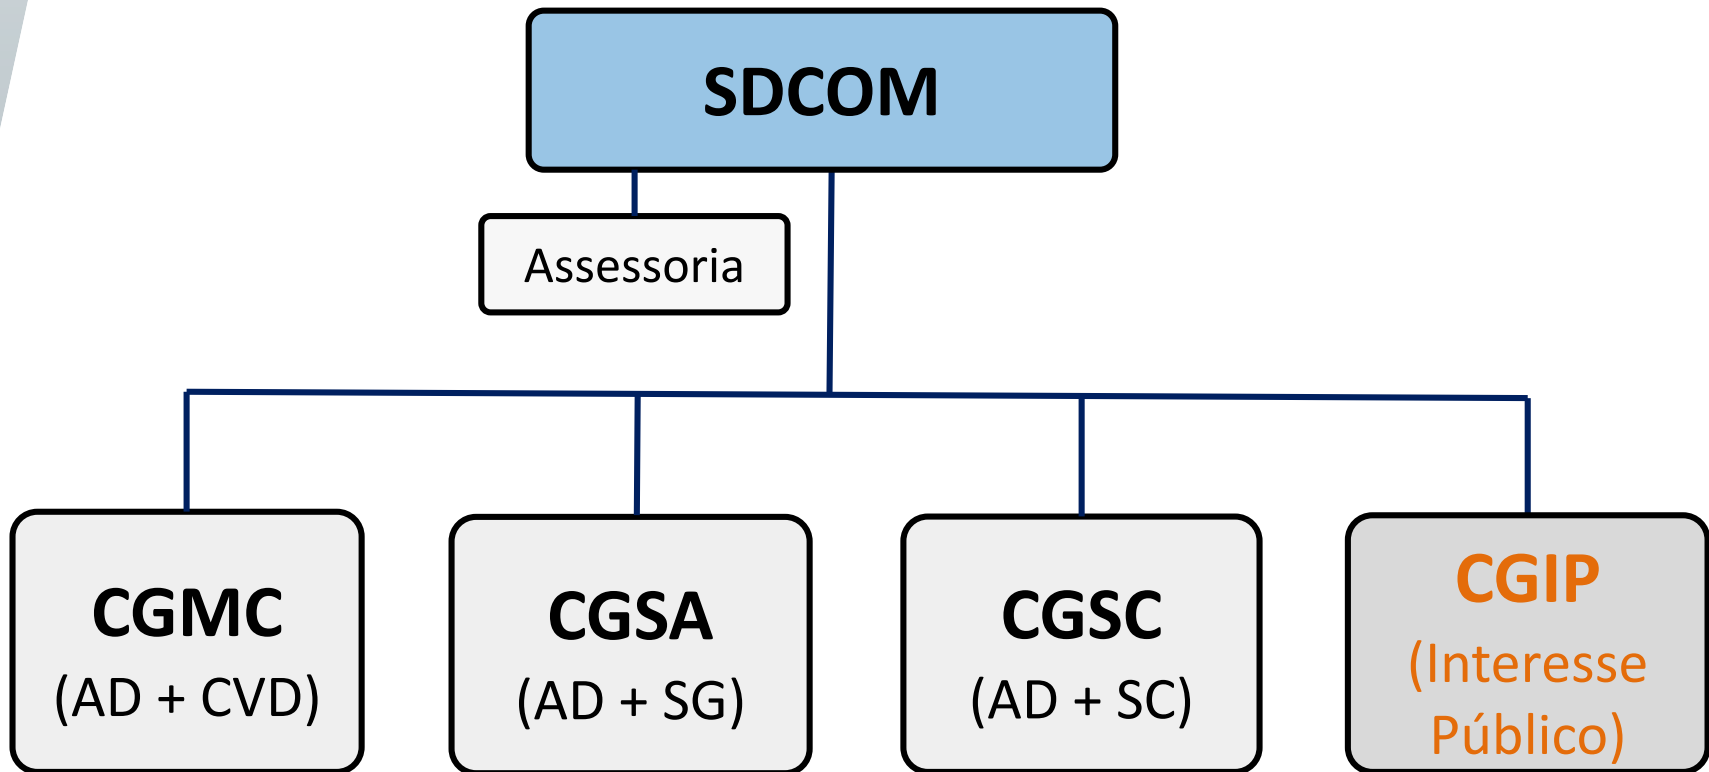 SDCOM
Assessoria
CGMC
(AD + CVD)
CGSA
(AD + SG)
CGSC
(AD + SC)
CGIP
(Interesse
Público)